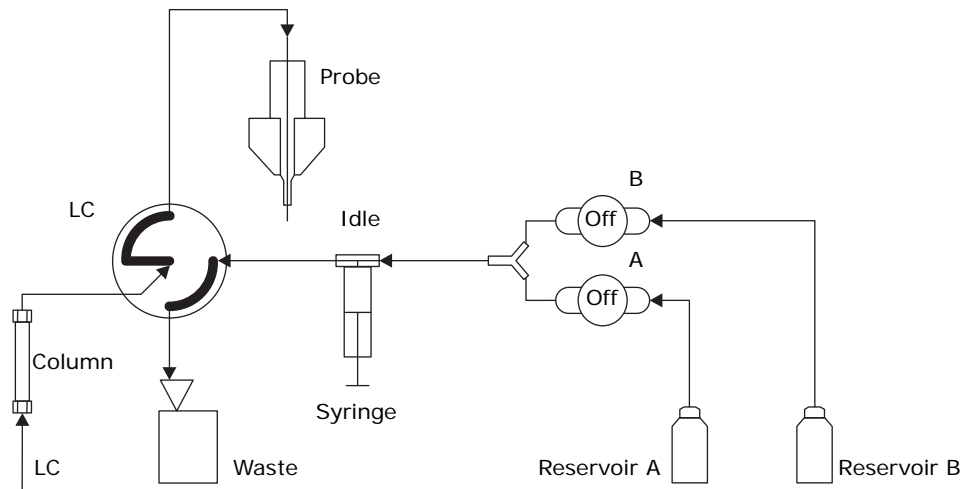 Probe
B
LC
Idle
Off
A
Off
Column
Syringe
LC
Waste
Reservoir A
Reservoir B